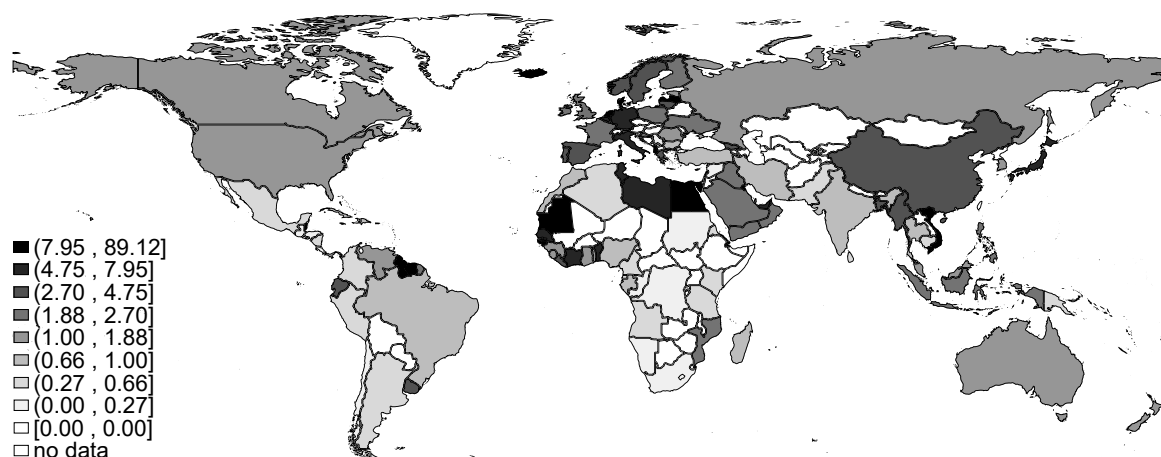 (7.95 , 89.12]
(4.75 , 7.95]
(2.70 , 4.75]
(1.88 , 2.70]
(1.00 , 1.88]
(0.66 , 1.00]
(0.27 , 0.66]
(0.00 , 0.27]
[0.00 , 0.00]
no data